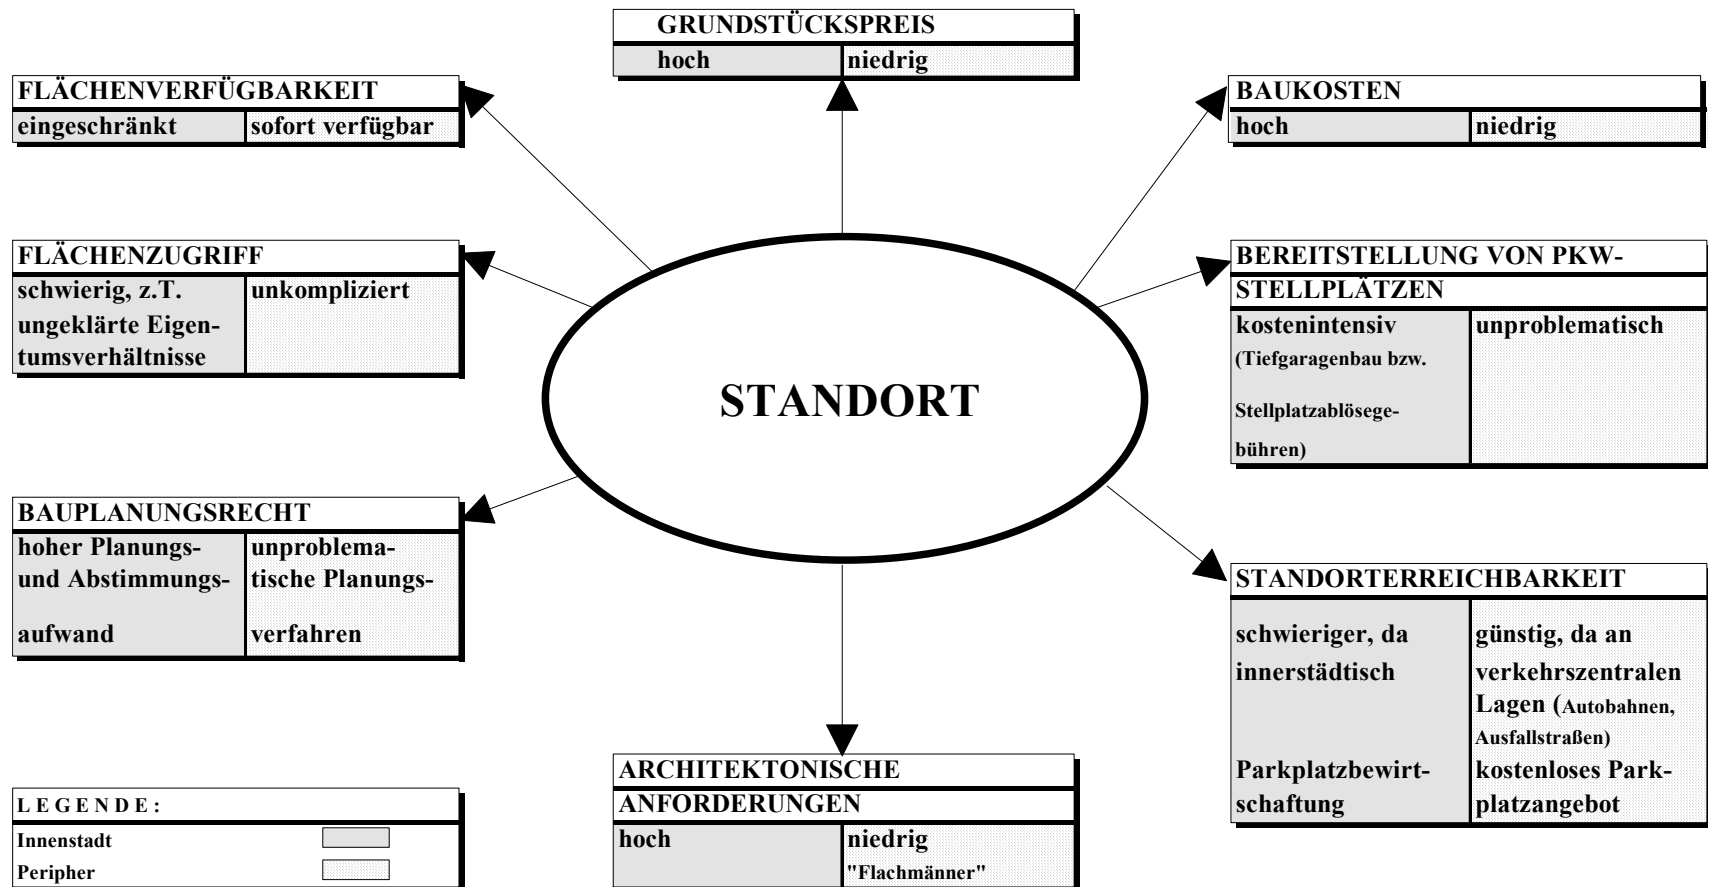 GRUNDSTÜCKSPREIS
hoch niedrig
FLÄCHENVERFÜGBARKEIT
eingeschränkt sofort verfügbar
BAUKOSTEN
hoch niedrig
FLÄCHENZUGRIFF
schwierig, z.T. unkompliziert
ungeklärte Eigen-
tumsverhältnisse
BEREITSTELLUNG VON PKW-
STELLPLÄTZEN
kostenintensiv unproblematisch
(Tiefgaragenbau bzw.
Stellplatzablösege-
bühren)
STANDORT
BAUPLANUNGSRECHT
hoher Planungs- unproblema-
und Abstimmungs- tische Planungs-
aufwand verfahren
STANDORTERREICHBARKEIT
schwieriger, da günstig, da an
innerstädtisch verkehrszentralen
Lagen (Autobahnen,
Ausfallstraßen)
Parkplatzbewirt- kostenloses Park-
schaftung platzangebot
ARCHITEKTONISCHE
ANFORDERUNGEN
hoch niedrig
"Flachmänner"
LEGENDE:
Innenstadt
Peripher